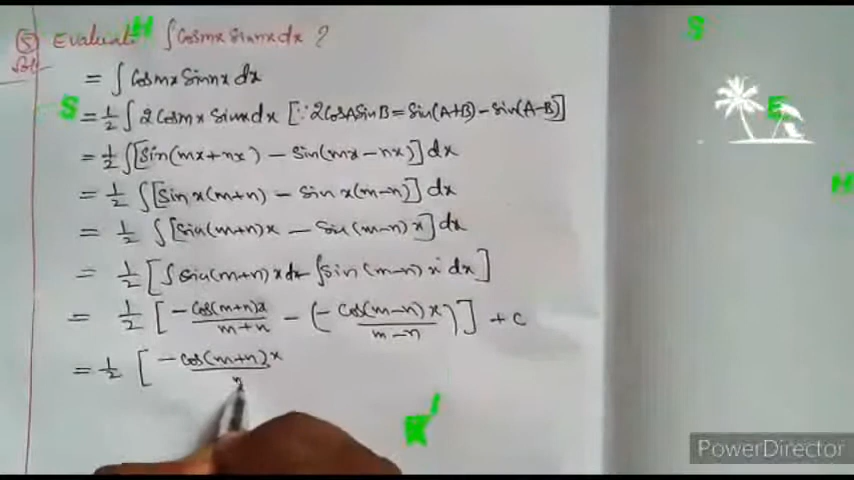 ⑤ Evaluate ∫ Cosmx Sinnx dx ?
Sol
= ∫ Cosmx Sinnx dx
= 1/2 ∫ 2Cosmx Sinnx dx [∵ 2CosA SinB = Sin(A+B) - Sin(A-B)]
= 1/2 ∫[Sin(mx+nx) - Sin(mx-nx)] dx
= 1/2 ∫[Sin x(m+n) - Sin x(m-n)] dx
= 1/2 ∫[Sin(m+n)x - Sin(m-n)x] dx
= 1/2 [∫ Sin(m+n)x dx - ∫ Sin(m-n)x dx]
= 1/2 [-Cos(m+n)x / m+n - (-Cos(m-n)x / m-n)] + C
= 1/2 [-Cos(m+n)x
H
S
S
E
H
K
PowerDirector